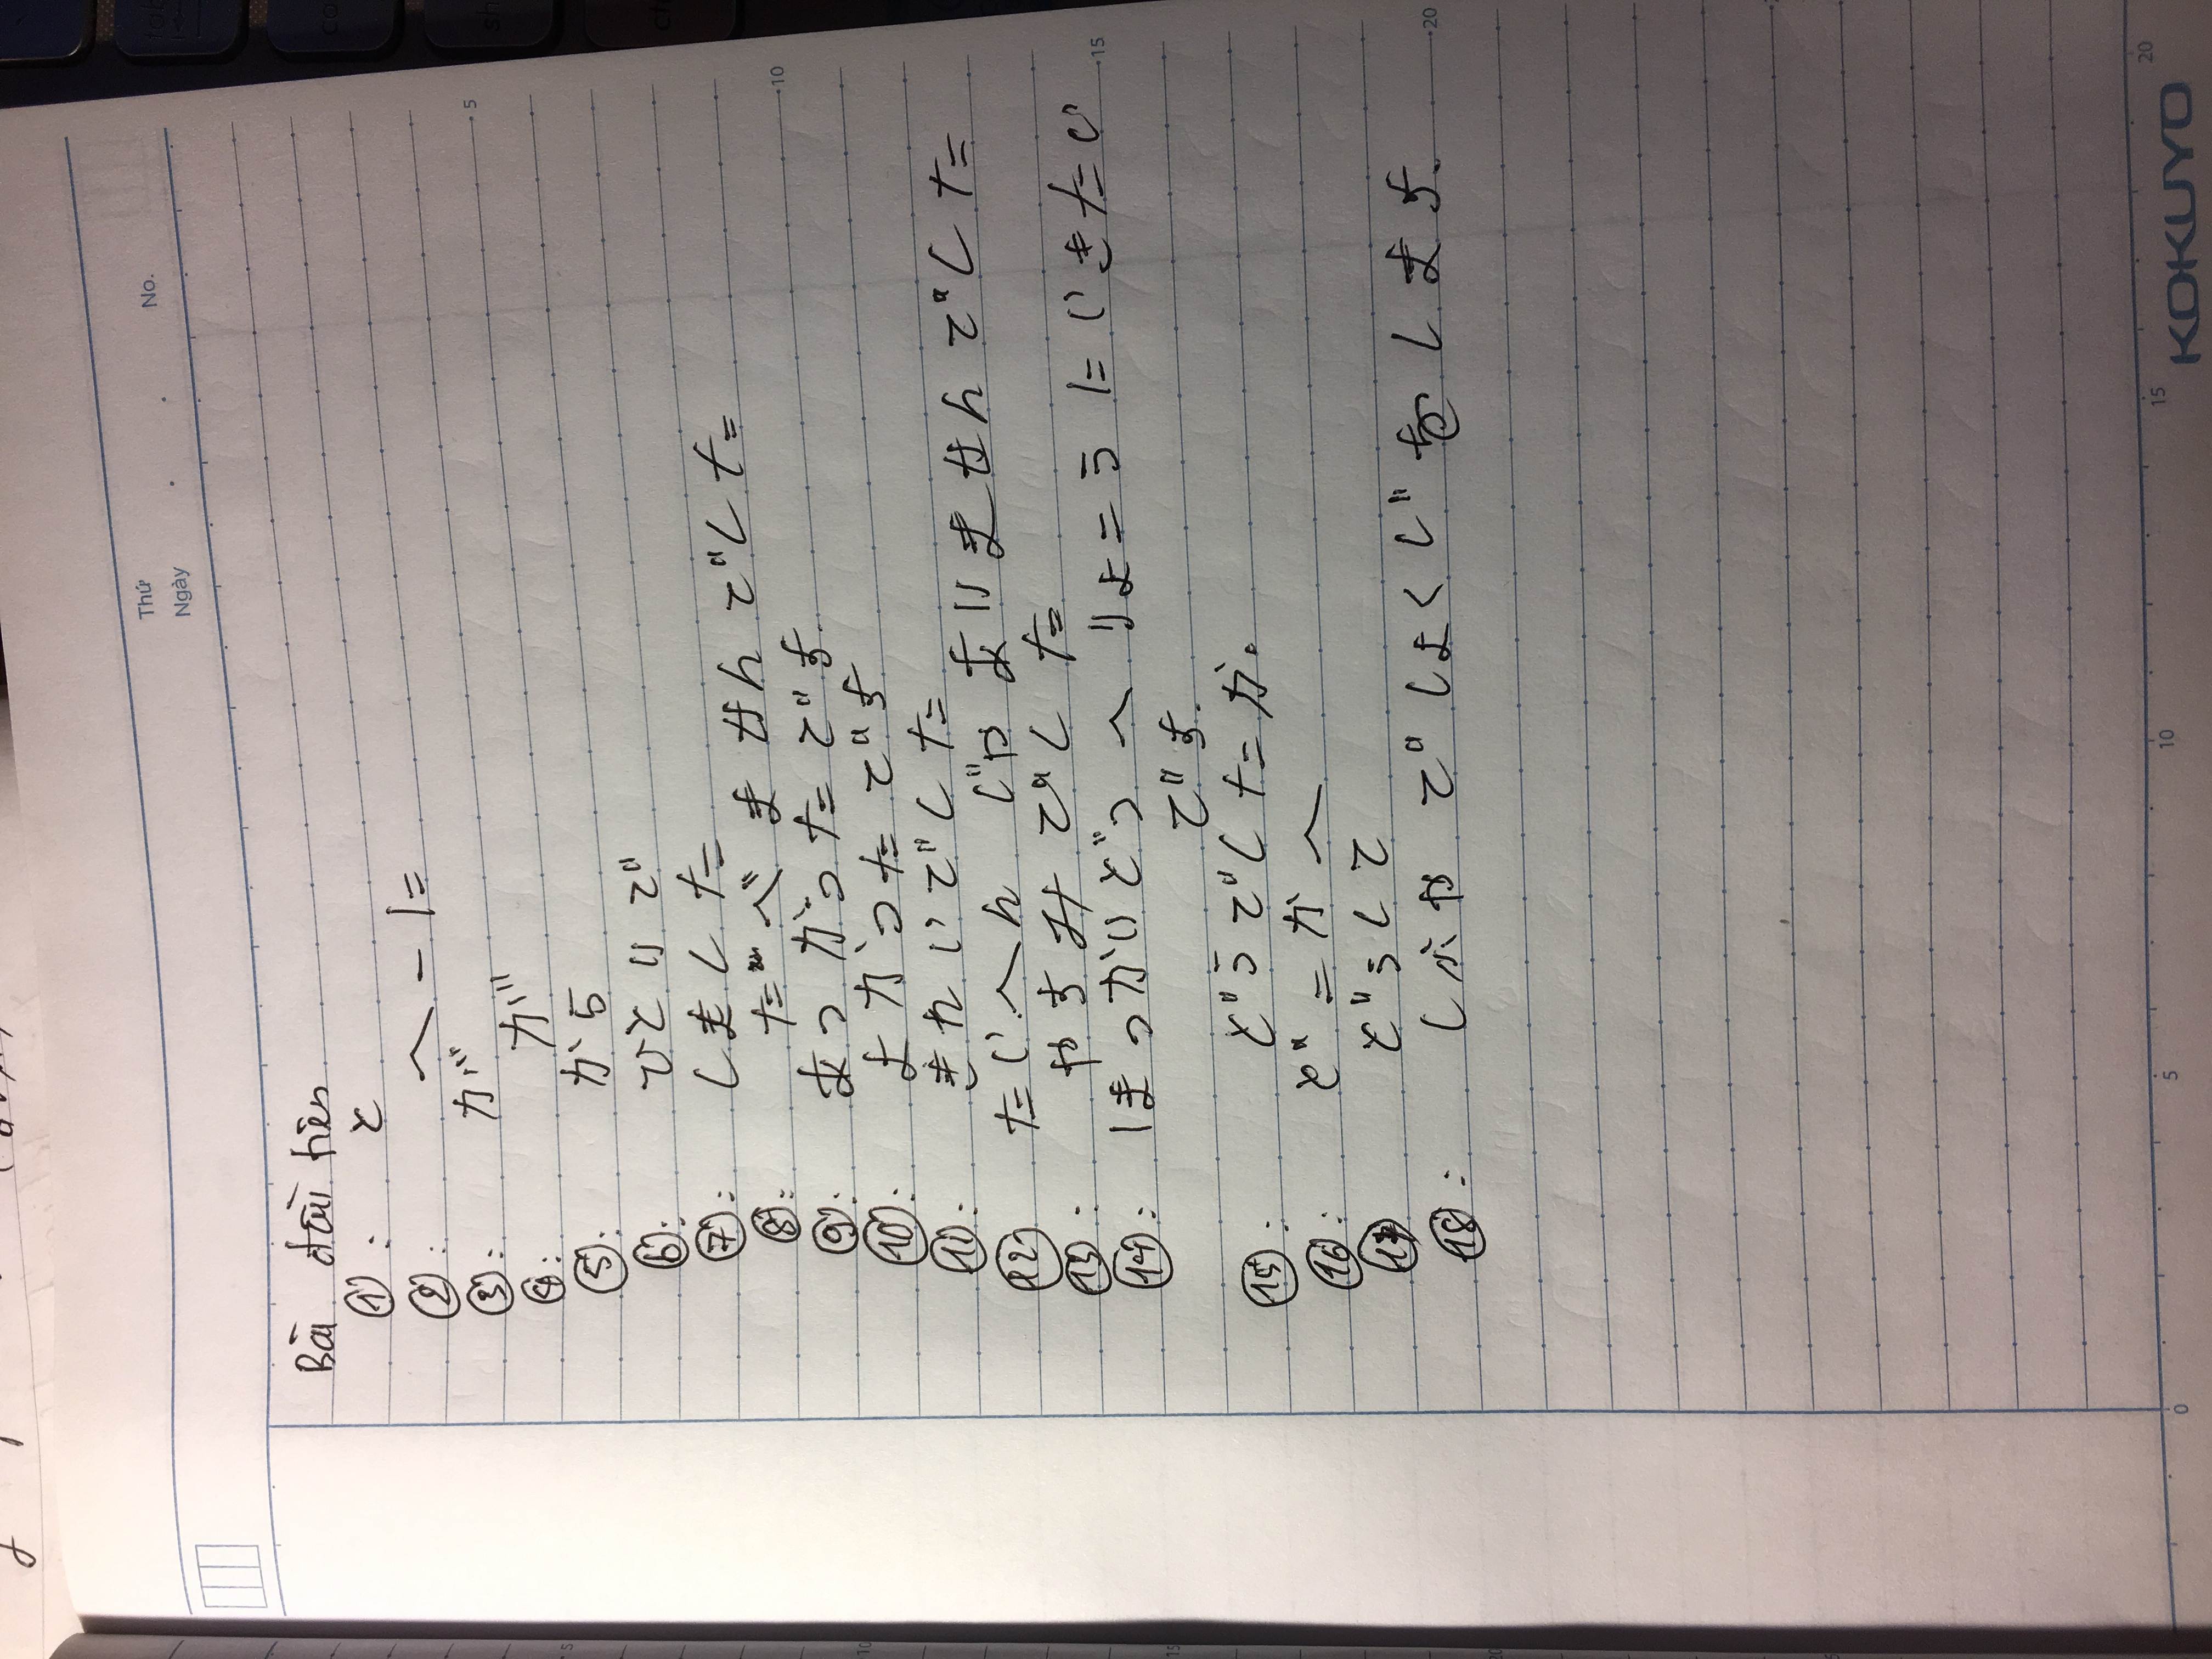 Thứ
Ngày
No.
Bài đầu tiên
①: と
②: へ - に
③: が
④: が
⑤: から
⑥: ひとりで
⑦: しました
⑧: たべませんでした
⑨: あつかったです.
⑩: よかったです
⑪: きれいでした
⑫ たいへんじゃありませんでした
⑬: やすみでした
⑭: ほっかいどうへりょこうにいきたい
です.
⑮: どうでしたか。
⑯: どこかへ
⑰ どうして
⑱: しぶやでしょくじをします.
5
10
15
20
0 5 10 15 20
KOKUYO